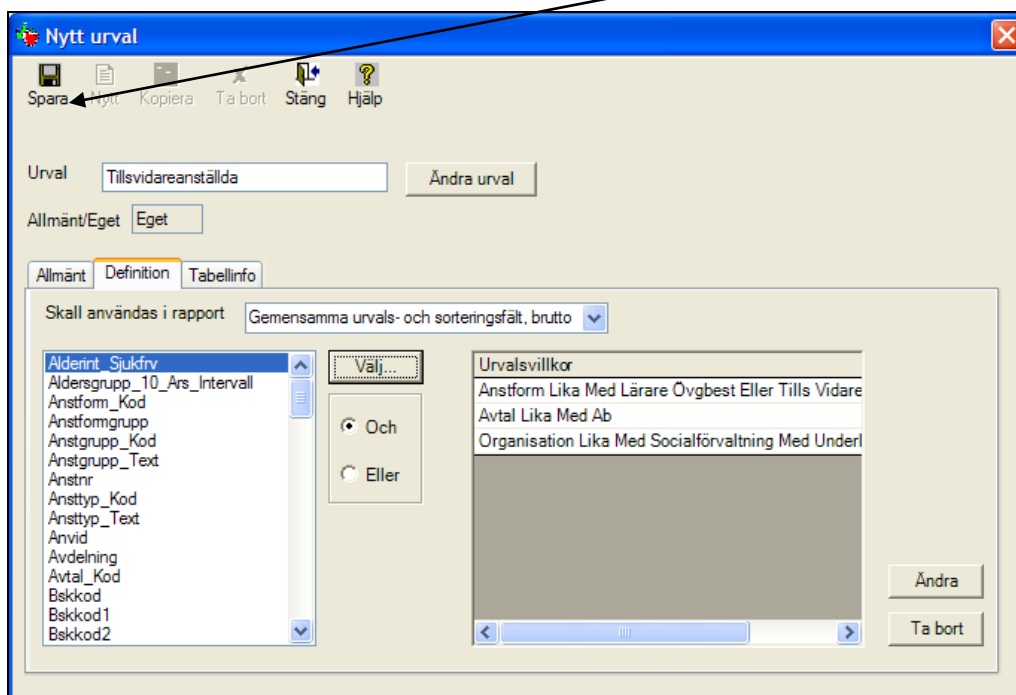 Nytt urval
Spara Nytt Kopiera Ta bort Stäng Hjälp
Urval Tillsvidareanställda Ändra urval
Allmänt/Eget Eget
Allmänt Definition Tabellinfo
Skall användas i rapport Gemensamma urvals- och sorteringsfält, brutto
Alderint_Sjukfrv
Aldersgrupp_10_Ars_Intervall
Anstform_Kod
Anstformgrupp
Anstgrupp_Kod
Anstgrupp_Text
Anstnr
Ansttyp_Kod
Ansttyp_Text
Anvid
Avdelning
Avtal_Kod
Bskkod
Bskkod1
Bskkod2
Välj...
Och
Eller
Urvalsvillkor
Anstform Lika Med Lärare Övgbest Eller Tills Vidare
Avtal Lika Med Ab
Organisation Lika Med Socialförvaltning Med Underl
Ändra
Ta bort